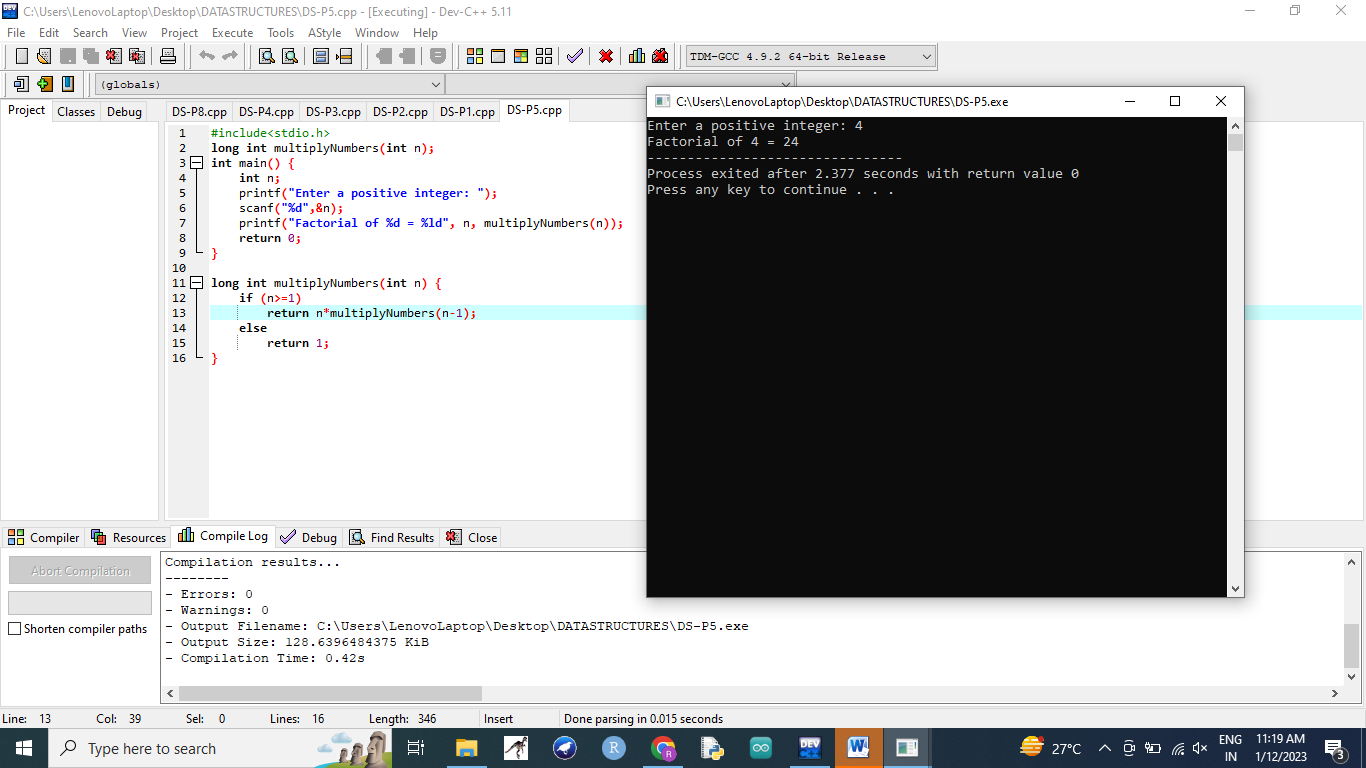 C:\Users\LenovoLaptop\Desktop\DATASTRUCTURES\DS-P5.cpp - [Executing] - Dev-C++ 5.11
File Edit Search View Project Execute Tools AStyle Window Help
TDM-GCC 4.9.2 64-bit Release
(globals)
Project Classes Debug
DS-P8.cpp DS-P4.cpp DS-P3.cpp DS-P2.cpp DS-P1.cpp DS-P5.cpp
1 #include<stdio.h>
2 long int multiplyNumbers(int n);
3 int main() {
4 int n;
5 printf("Enter a positive integer: ");
6 scanf("%d",&n);
7 printf("Factorial of %d = %ld", n, multiplyNumbers(n));
8 return 0;
9 }
10
11 long int multiplyNumbers(int n) {
12 if (n>=1)
13 return n*multiplyNumbers(n-1);
14 else
15 return 1;
16 }
C:\Users\LenovoLaptop\Desktop\DATASTRUCTURES\DS-P5.exe
Enter a positive integer: 4
Factorial of 4 = 24
--------------------------------
Process exited after 2.377 seconds with return value 0
Press any key to continue . . .
Compiler Resources Compile Log Debug Find Results Close
Abort Compilation
Shorten compiler paths
Compilation results...
--------
- Errors: 0
- Warnings: 0
- Output Filename: C:\Users\LenovoLaptop\Desktop\DATASTRUCTURES\DS-P5.exe
- Output Size: 128.6396484375 KiB
- Compilation Time: 0.42s
Line: 13 Col: 39 Sel: 0 Lines: 16 Length: 346 Insert Done parsing in 0.015 seconds
Type here to search
R
R
DEV
W
27°C
ENG
IN
11:19 AM
1/12/2023
3